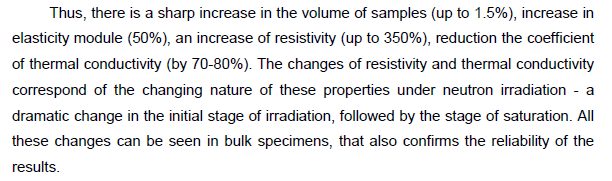 Thus, there is a sharp increase in the volume of samples (up to 1.5%), increase in
elasticity module (50%), an increase of resistivity (up to 350%), reduction the coefficient
of thermal conductivity (by 70-80%). The changes of resistivity and thermal conductivity
correspond of the changing nature of these properties under neutron irradiation - a
dramatic change in the initial stage of irradiation, followed by the stage of saturation. All
these changes can be seen in bulk specimens, that also confirms the reliability of the
results.